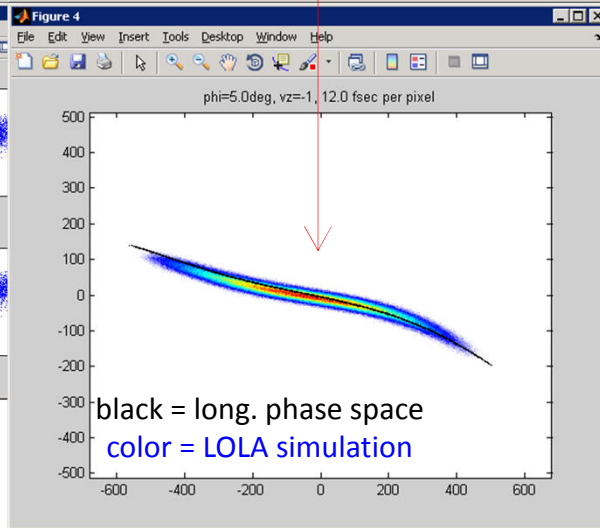 Figure 4
File Edit View Insert Tools Desktop Window Help
phi=5.0deg, vz=-1, 12.0 fsec per pixel
500
400
300
200
100
0
-100
-200
-300
-400
-500
black = long. phase space
color = LOLA simulation
-600 -400 -200 0 200 400 600